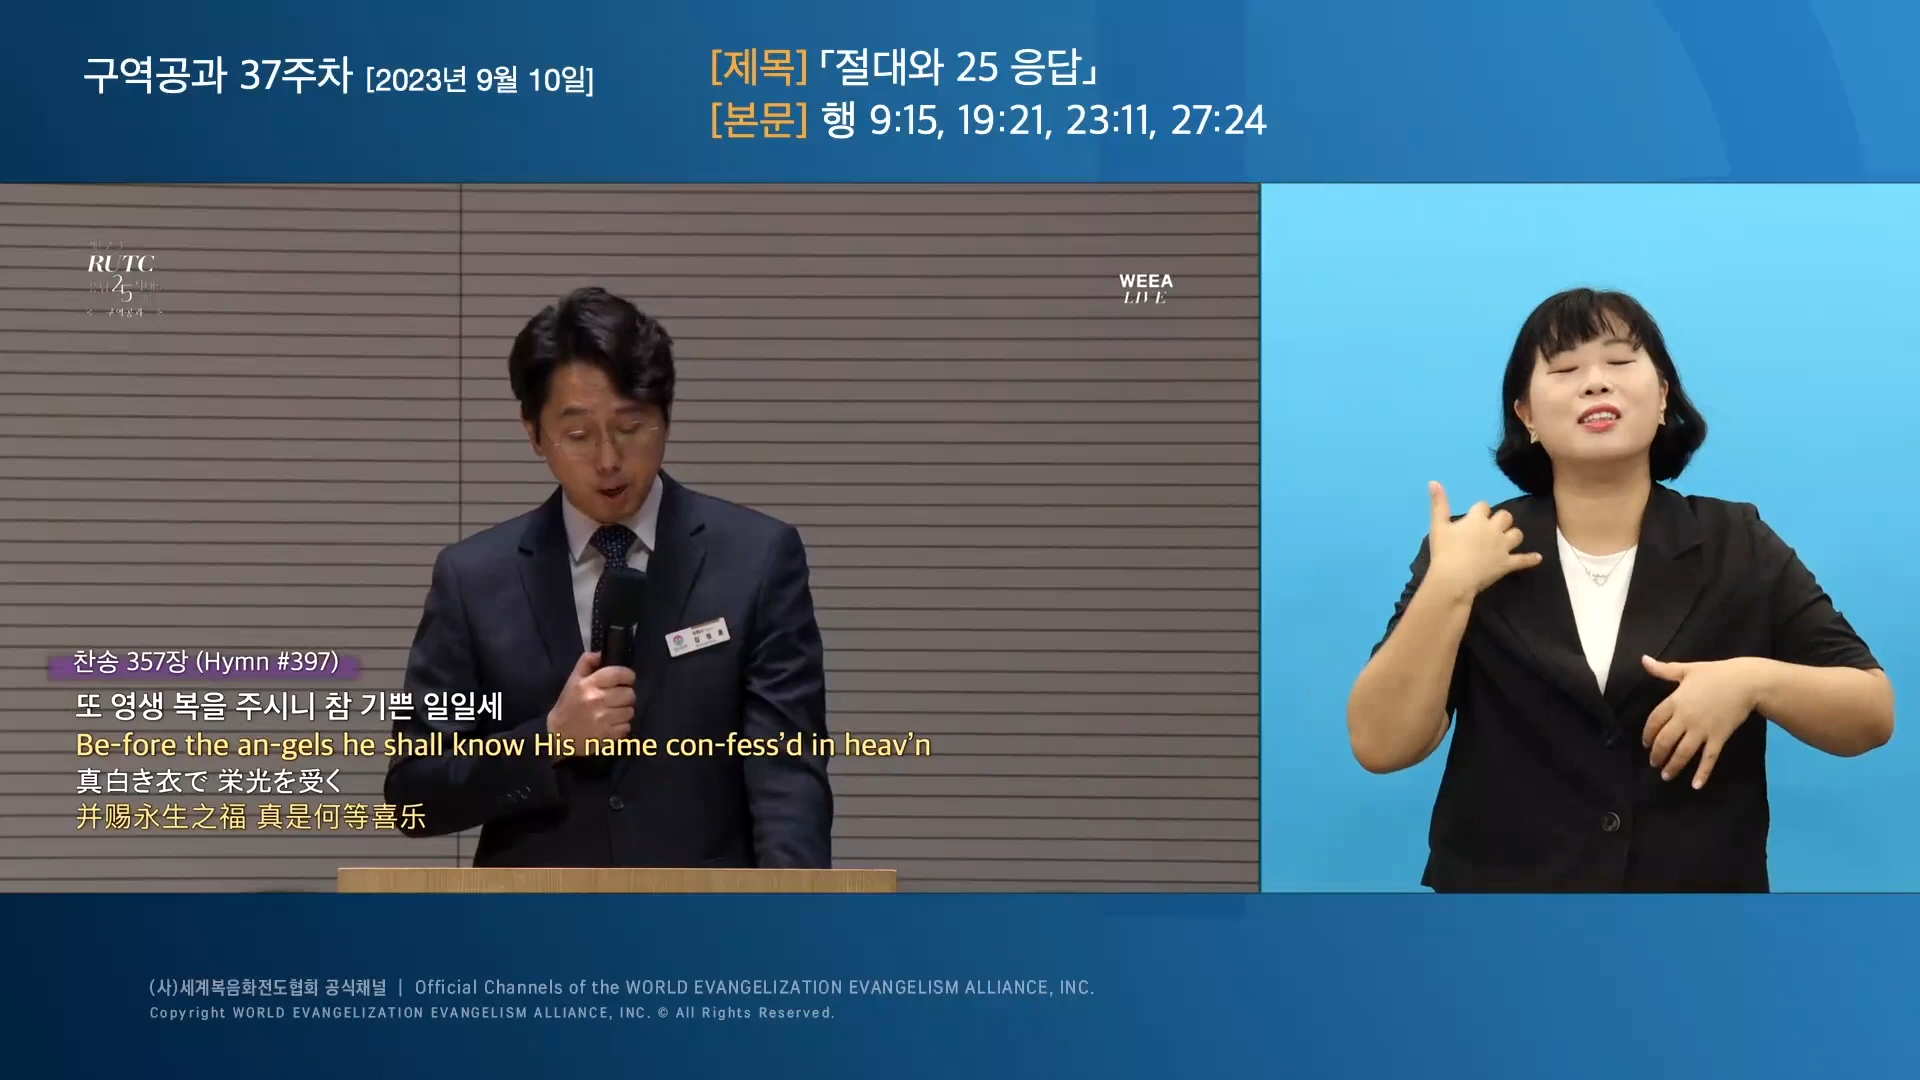 구역공과 37주차 [2023년 9월 10일]
[제목] 「절대와 25 응답」
[본문] 행 9:15, 19:21, 23:11, 27:24
RUTC
25
구역공과
WEEA
LIVE
찬송 357장 (Hymn #397)
또 영생 복을 주시니 참 기쁜 일일세
Be-fore the an-gels he shall know His name con-fess’d in heav’n
真白き衣で 栄光を受く
并赐永生之福 真是何等喜乐
(사)세계복음화전도협회 공식채널 | Official Channels of the WORLD EVANGELIZATION EVANGELISM ALLIANCE, INC.
Copyright WORLD EVANGELIZATION EVANGELISM ALLIANCE, INC. © All Rights Reserved.